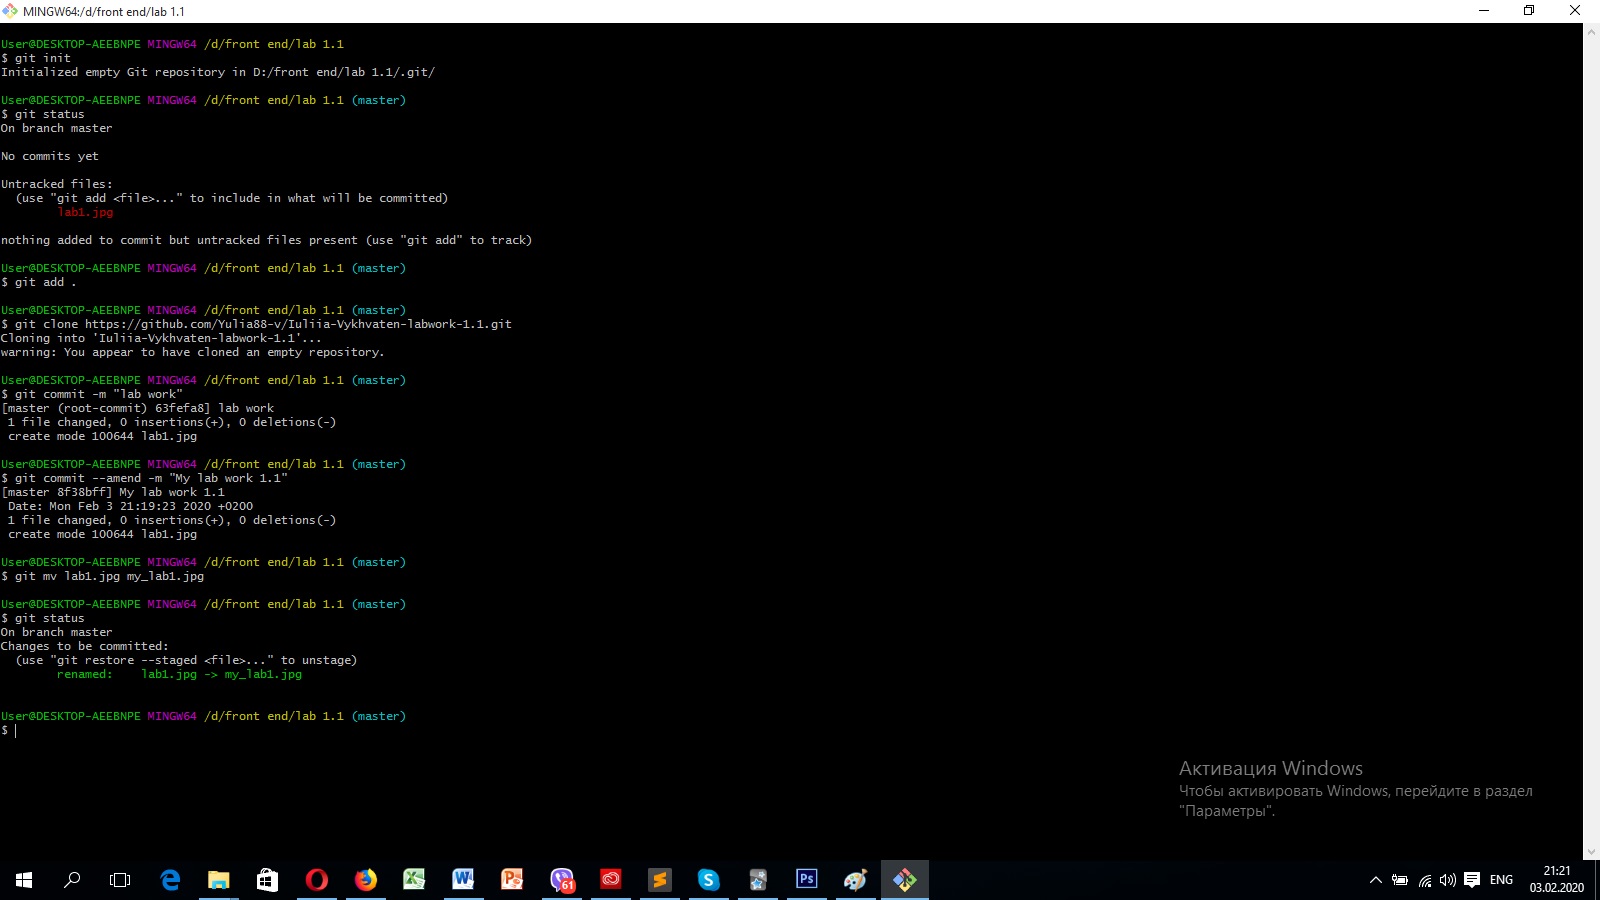 MINGW64:/d/front end/lab 1.1
User@DESKTOP-AEEBNPE MINGW64 /d/front end/lab 1.1
$ git init
Initialized empty Git repository in D:/front end/lab 1.1/.git/
User@DESKTOP-AEEBNPE MINGW64 /d/front end/lab 1.1 (master)
$ git status
On branch master
No commits yet
Untracked files:
(use "git add <file>..." to include in what will be committed)
lab1.jpg
nothing added to commit but untracked files present (use "git add" to track)
User@DESKTOP-AEEBNPE MINGW64 /d/front end/lab 1.1 (master)
$ git add .
User@DESKTOP-AEEBNPE MINGW64 /d/front end/lab 1.1 (master)
$ git clone https://github.com/Yulia88-v/Iuliia-Vykhvaten-labwork-1.1.git
Cloning into 'Iuliia-Vykhvaten-labwork-1.1'...
warning: You appear to have cloned an empty repository.
User@DESKTOP-AEEBNPE MINGW64 /d/front end/lab 1.1 (master)
$ git commit -m "lab work"
[master (root-commit) 63fefa8] lab work
1 file changed, 0 insertions(+), 0 deletions(-)
create mode 100644 lab1.jpg
User@DESKTOP-AEEBNPE MINGW64 /d/front end/lab 1.1 (master)
$ git commit --amend -m "My lab work 1.1"
[master 8f38bff] My lab work 1.1
Date: Mon Feb 3 21:19:23 2020 +0200
1 file changed, 0 insertions(+), 0 deletions(-)
create mode 100644 lab1.jpg
User@DESKTOP-AEEBNPE MINGW64 /d/front end/lab 1.1 (master)
$ git mv lab1.jpg my_lab1.jpg
User@DESKTOP-AEEBNPE MINGW64 /d/front end/lab 1.1 (master)
$ git status
On branch master
Changes to be committed:
(use "git restore --staged <file>..." to unstage)
renamed:    lab1.jpg -> my_lab1.jpg
User@DESKTOP-AEEBNPE MINGW64 /d/front end/lab 1.1 (master)
$
Активация Windows
Чтобы активировать Windows, перейдите в раздел
"Параметры".
61
Ps
ENG
21:21
03.02.2020